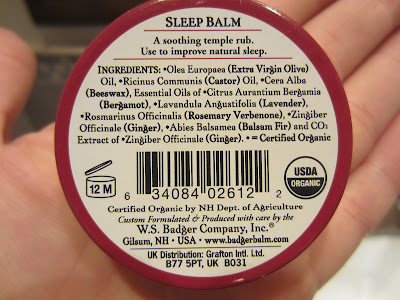 SLEEP BALM
A soothing temple rub.
Use to improve natural sleep.
INGREDIENTS: •Olea Europaea (Extra Virgin Olive)
Oil, •Ricinus Communis (Castor) Oil, •Cera Alba
(Beeswax), Essential Oils of •Citrus Aurantium Bergamia
(Bergamot), •Lavandula Angustifolia (Lavender),
•Rosmarinus Officinalis (Rosemary Verbenone), •Zingiber
Officinale (Ginger), •Abies Balsamea (Balsam Fir) and CO₂
Extract of •Zingiber Officinale (Ginger). • = Certified Organic
12 M
6 34084 02612 2
USDA
ORGANIC
Certified Organic by NH Dept. of Agriculture
Custom Formulated & Produced with care by the
W.S. Badger Company, Inc.®
Gilsum, NH • USA • www.badgerbalm.com
UK Distribution: Grafton Intl. Ltd.
B77 5PT, UK B031